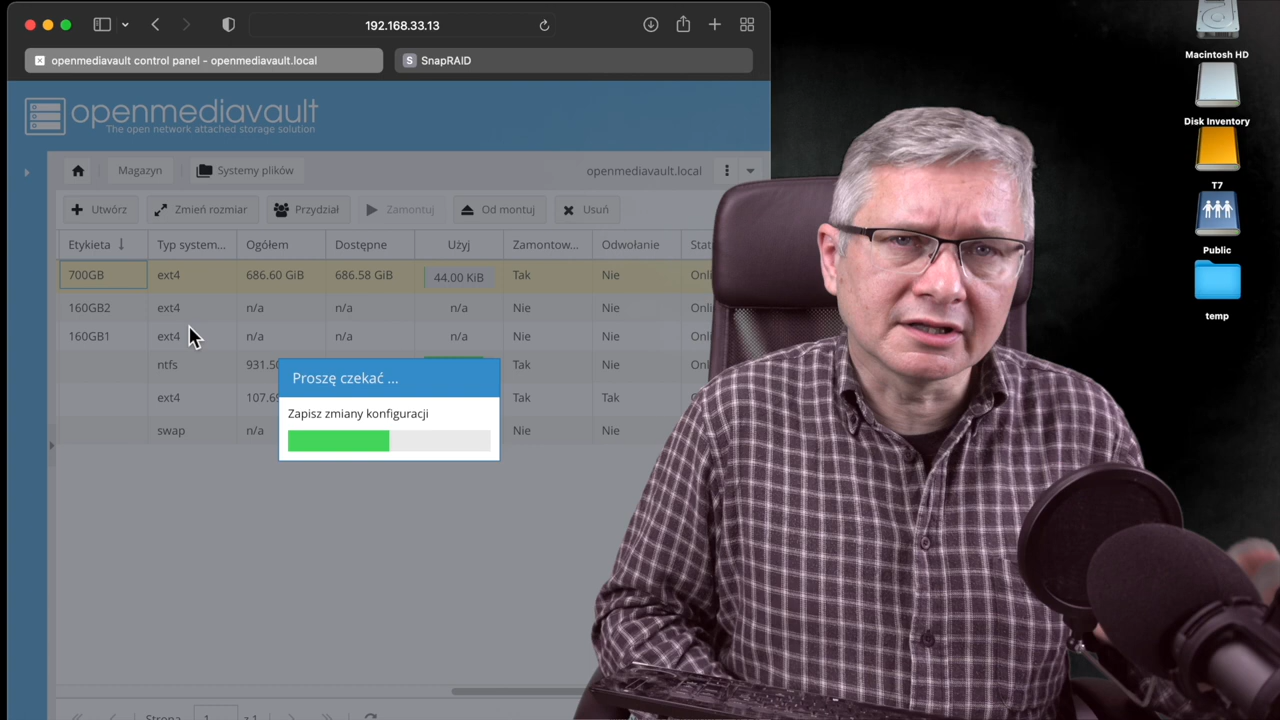 192.168.33.13
openmediavault control panel - openmediavault.local
S SnapRAID
openmediavault
The open network attached storage solution
Magazyn Systemy plików openmediavault.local
Utwórz Zmień rozmiar Przydział Zamontuj Od montuj Usuń
Etykieta Typ system... Ogółem Dostępne Użyj Zamontow... Odwołanie
700GB ext4 686.60 GiB 686.58 GiB 44.00 KiB Tak Nie
160GB2 ext4 n/a n/a n/a Nie Nie
160GB1 ext4 n/a n/a n/a Nie Nie
ntfs Tak Nie
ext4 Tak Tak
swap n/a Nie Nie
Proszę czekać ...
Zapisz zmiany konfiguracji
Strona 1 z 1
Macintosh HD
Disk Inventory
T7
Public
temp